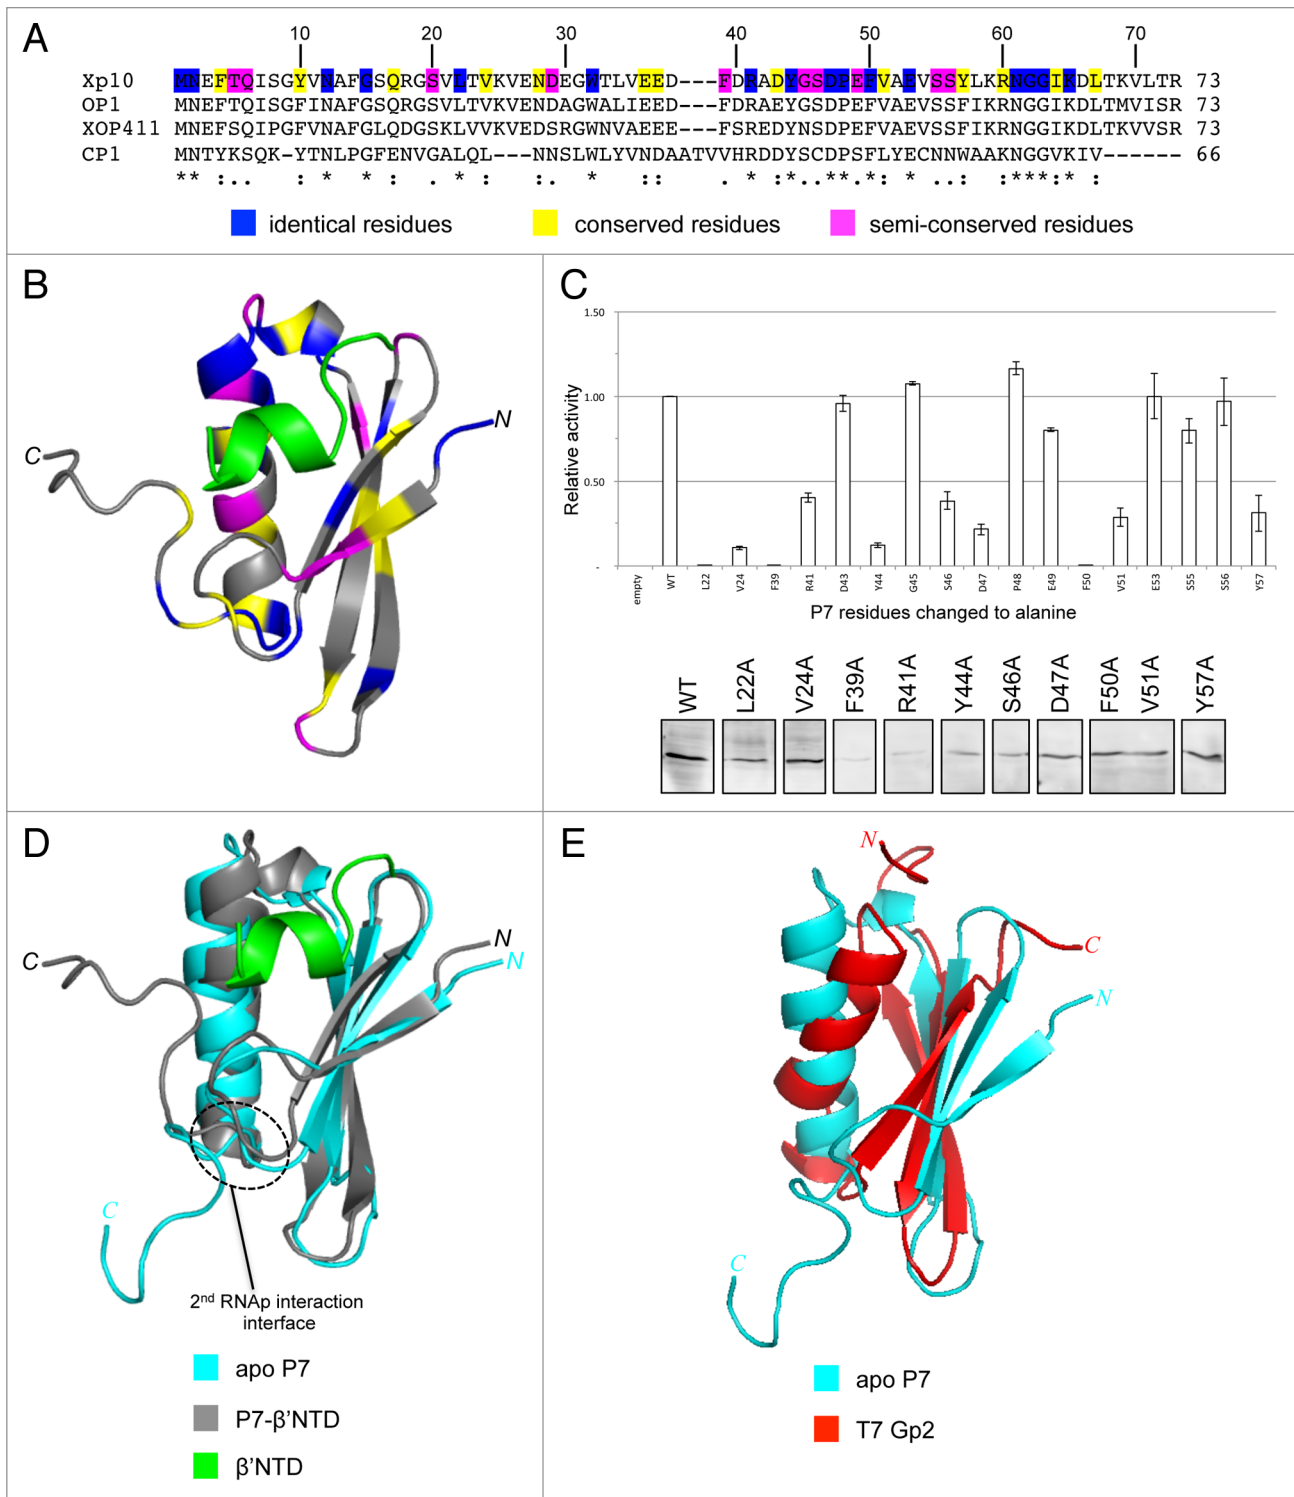 A
10 20 30 40 50 60 70
Xp10 MNEFTQISGYVNAFGSQRGSVLTVKVENDEGWTLVEED---FDRADYGSDPEFVAEVSSYLKRNGGIKDLTKVLTR 73
OP1 MNEFTQISGFINAFGSQRGSVLTVKVENDAGWALIEED---FDRAEYGSDPEFVAEVSSFIKRNGGIKDLTMVISR 73
XOP411 MNEFSQIPGFVNAFGLQDGSKLVVKVEDSRGWNVAEEE---FSREDYNSDPEFVAEVSSFIKRNGGIKDLTKVVSR 73
CP1 MNTYKSQK-YTNLPGFENVGALQL---NNSLWLYVNDAATVVHRDDYSCDPSFLYECNNWAAKNGGVKIV------ 66
** :.. : * * : . * : :. * :: . * :*..**.*: * ..: :***:* :
identical residues conserved residues semi-conserved residues
B
C
N
C
1.50
1.00
0.50
-
Relative activity
empty WT L22 V24 F39 R41 D43 Y44 G45 S46 D47 P48 E49 F50 V51 E53 S55 S56 Y57
P7 residues changed to alanine
WT L22A V24A F39A R41A Y44A S46A D47A F50A V51A Y57A
D
N
N
C
C
2nd RNAp interaction
interface
apo P7
P7-β’NTD
β’NTD
E
N
C
N
C
apo P7
T7 Gp2